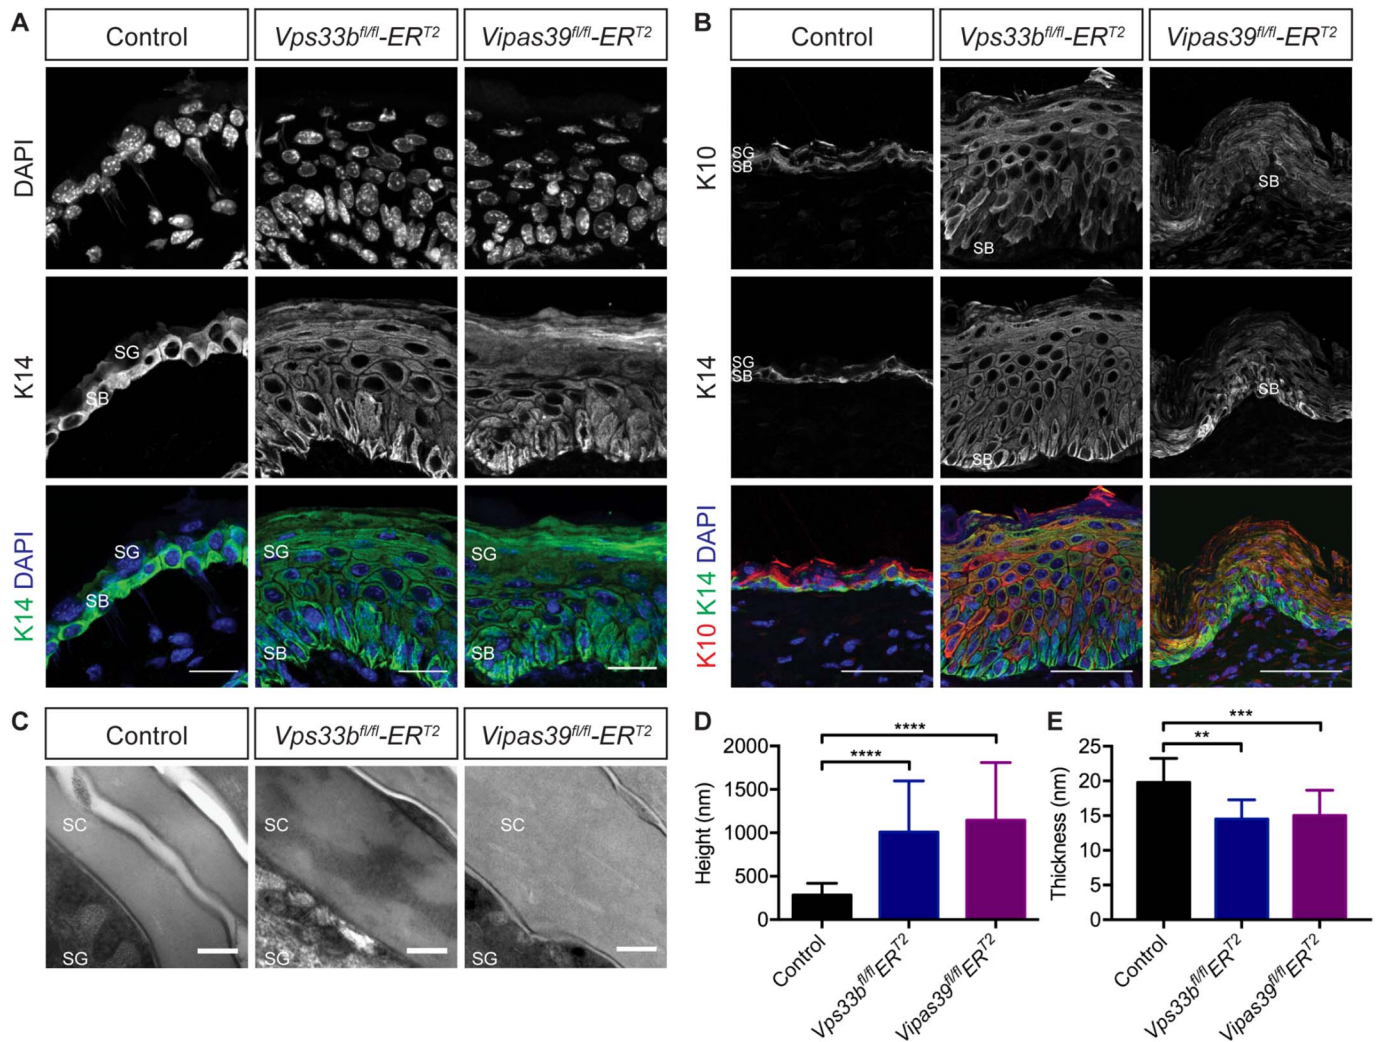 A
Control
Vps33b^fl/fl-ER^T2
Vipas39^fl/fl-ER^T2
DAPI
K14
SG
SB
K14 DAPI
SG
SB
SG
SB
SG
SB
B
Control
Vps33b^fl/fl-ER^T2
Vipas39^fl/fl-ER^T2
K10
SG
SB
SB
SB
K14
SG
SB
SB
SB
K10 K14 DAPI
C
Control
Vps33b^fl/fl-ER^T2
Vipas39^fl/fl-ER^T2
SC
SG
SC
SG
SC
SG
D
Height (nm)
2000
1500
1000
500
0
****
****
Control
Vps33b^fl/fl ER^T2
Vipas39^fl/fl ER^T2
E
Thickness (nm)
25
20
15
10
5
0
***
**
Control
Vps33b^fl/fl ER^T2
Vipas39^fl/fl ER^T2